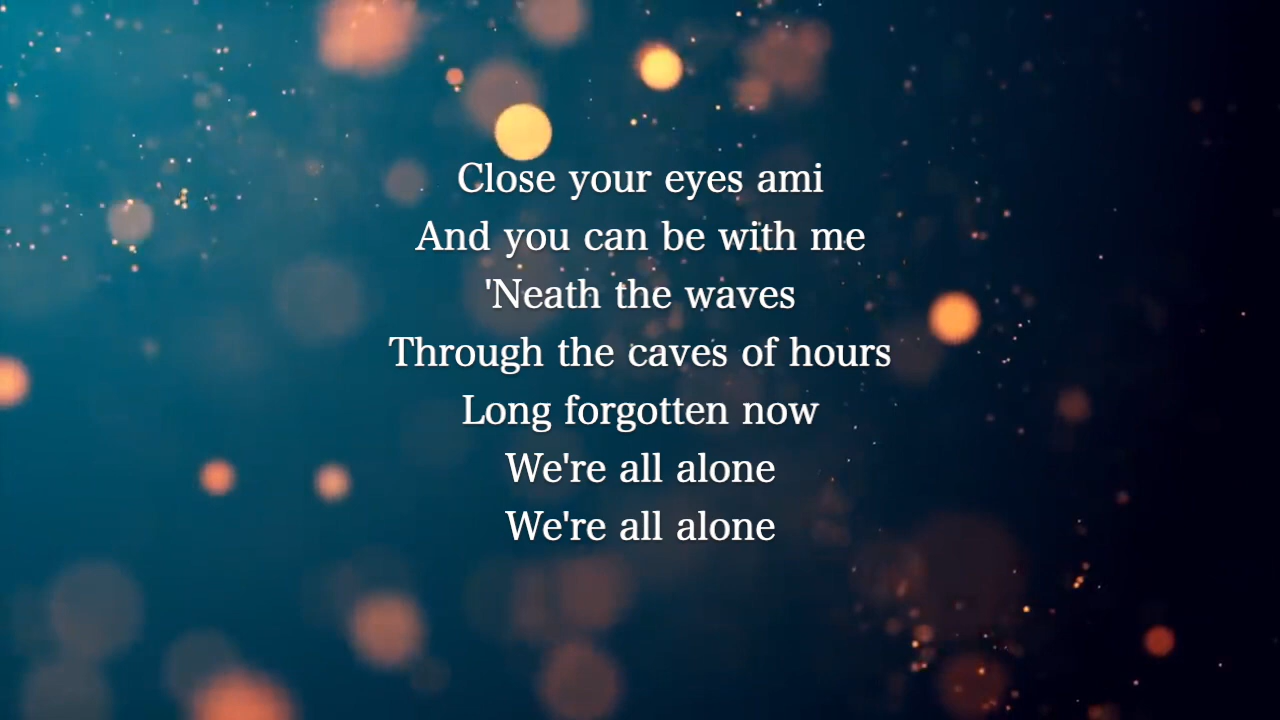 Close your eyes ami
And you can be with me
'Neath the waves
Through the caves of hours
Long forgotten now
We're all alone
We're all alone